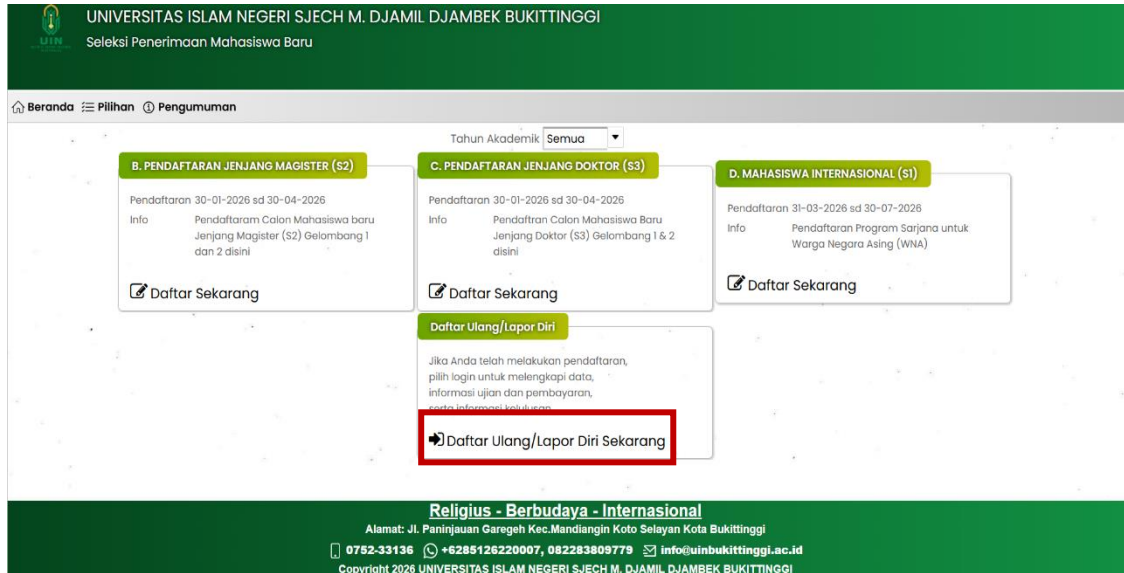 UNIVERSITAS ISLAM NEGERI SJECH M. DJAMIL DJAMBEK BUKITTINGGI
UIN
Seleksi Penerimaan Mahasiswa Baru
Beranda Pilihan Pengumuman
Tahun Akademik Semua
B. PENDAFTARAN JENJANG MAGISTER (S2)
Pendaftaran 30-01-2026 sd 30-04-2026
Info Pendaftaram Calon Mahasiswa baru
Jenjang Magister (S2) Gelombang 1
dan 2 disini
Daftar Sekarang
C. PENDAFTARAN JENJANG DOKTOR (S3)
Pendaftaran 30-01-2026 sd 30-04-2026
Info Pendaftran Calon Mahasiswa Baru
Jenjang Doktor (S3) Gelombang 1 & 2
disini
Daftar Sekarang
D. MAHASISWA INTERNASIONAL (S1)
Pendaftaran 31-03-2026 sd 30-07-2026
Info Pendaftaran Program Sarjana untuk
Warga Negara Asing (WNA)
Daftar Sekarang
Daftar Ulang/Lapor Diri
Jika Anda telah melakukan pendaftaran,
pilih login untuk melengkapi data,
informasi ujian dan pembayaran,
serta informasi kelulusan
Daftar Ulang/Lapor Diri Sekarang
Religius - Berbudaya - Internasional
Alamat: Jl. Paninjauan Garegeh Kec.Mandiangin Koto Selayan Kota Bukittinggi
0752-33136 +6285126220007, 082283809779 info@uinbukittinggi.ac.id
Copyright 2026 UNIVERSITAS ISLAM NEGERI SJECH M. DJAMIL DJAMBEK BUKITTINGGI